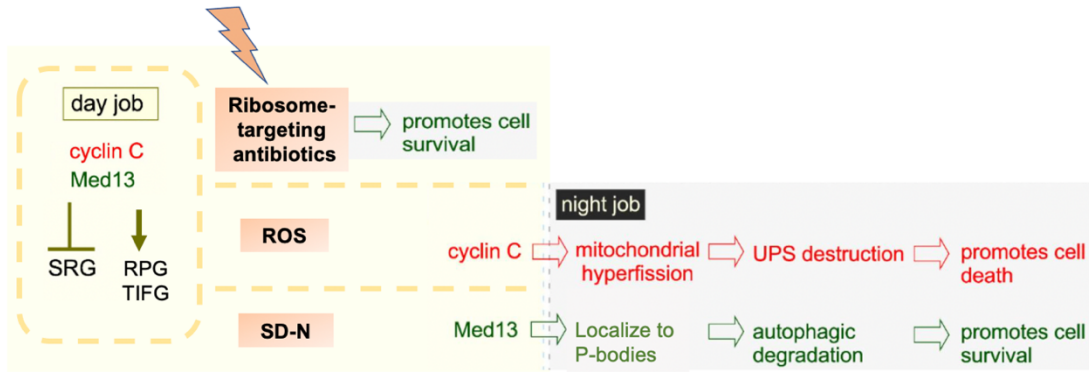 day job
cyclin C
Med13
SRG
RPG
TIFG
Ribosome-
targeting
antibiotics
promotes cell
survival
ROS
SD-N
night job
cyclin C
mitochondrial
hyperfission
UPS destruction
promotes cell
death
Med13
Localize to
P-bodies
autophagic
degradation
promotes cell
survival